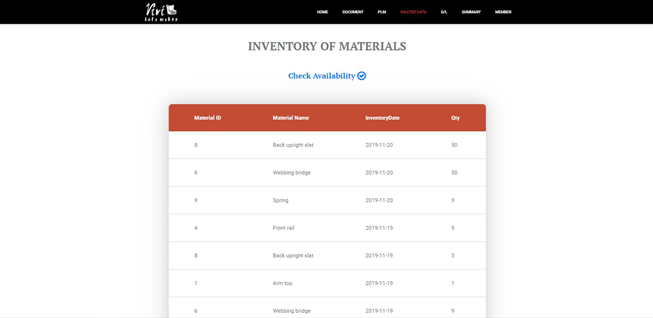 Vivi
Sofa maker
HOME DOCUMENT PLM MASTER DATA G/L SUMMARY MEMBER
INVENTORY OF MATERIALS
Check Availability
Material ID Material Name InventoryDate Qty
8 Back upright slat 2019-11-20 50
6 Webbing bridge 2019-11-20 50
9 Spring 2019-11-20 9
4 Front rail 2019-11-19 9
8 Back upright slat 2019-11-19 3
1 Arm top 2019-11-19 1
6 Webbing bridge 2019-11-19 9